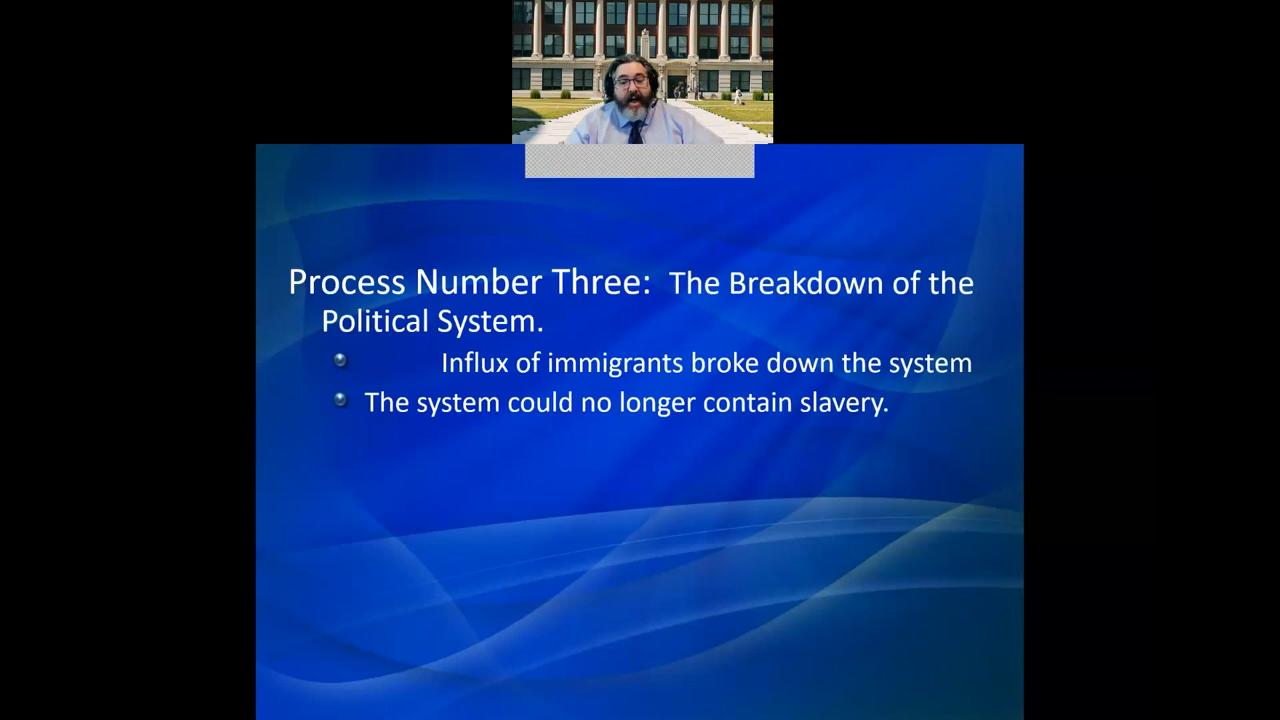 Process Number Three: The Breakdown of the
Political System.
Influx of immigrants broke down the system
The system could no longer contain slavery.